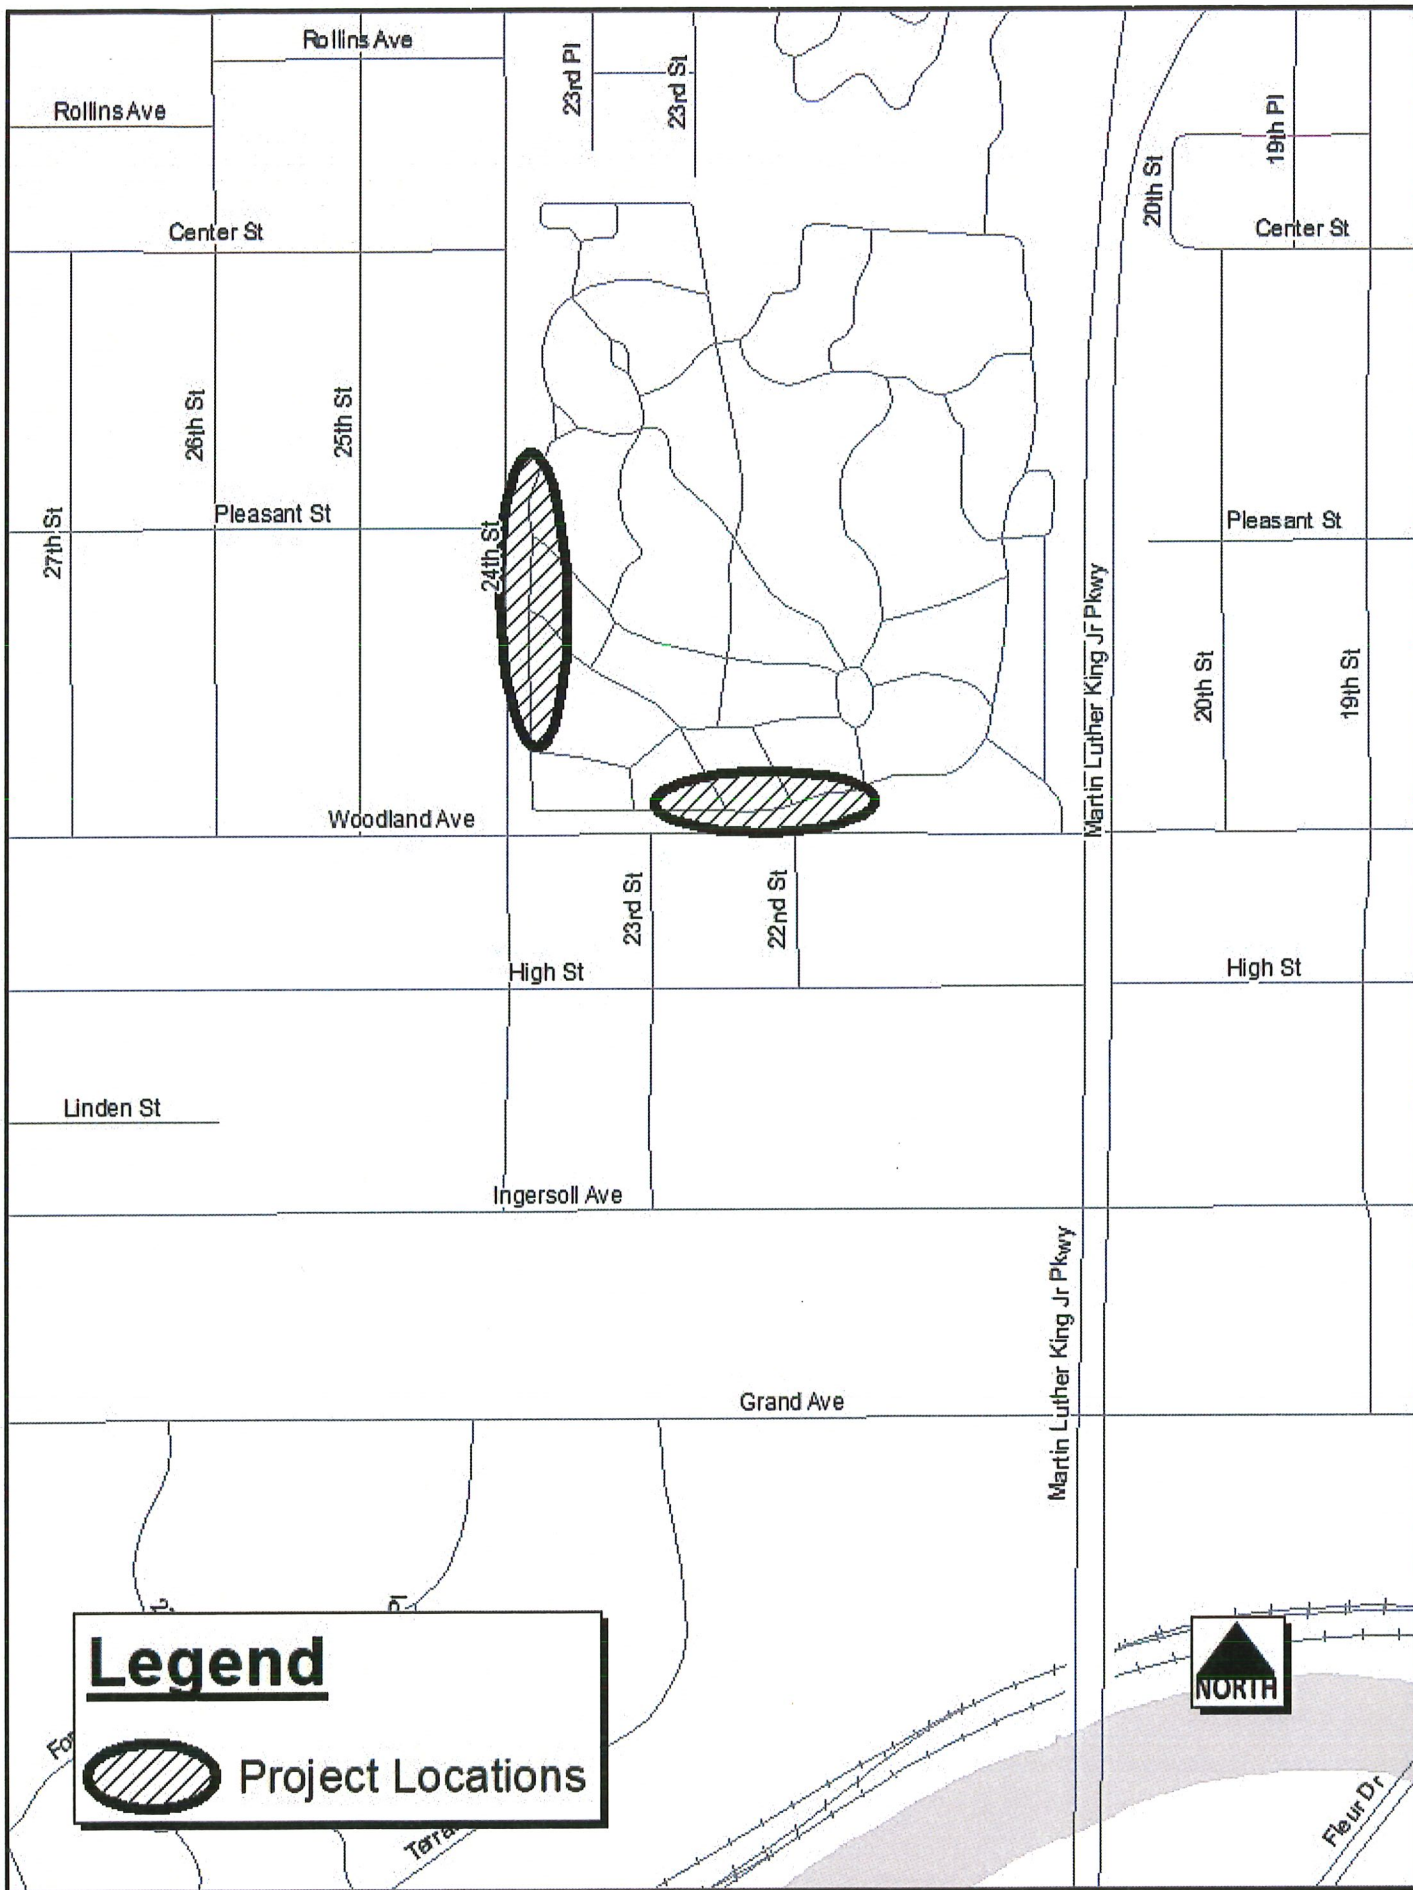 Rollins Ave
23rd Pl
23rd St
Rollins Ave
19th Pl
20th St
Center St
Center St
26th St
25th St
27th St
Pleasant St
24th St
Pleasant St
Martin Luther King Jr Pkwy
20th St
19th St
Woodland Ave
23rd St
22nd St
High St
High St
Linden St
Ingersoll Ave
Martin Luther King Jr Pkwy
Grand Ave
Pl
Legend
NORTH
Project Locations
Fleur Dr